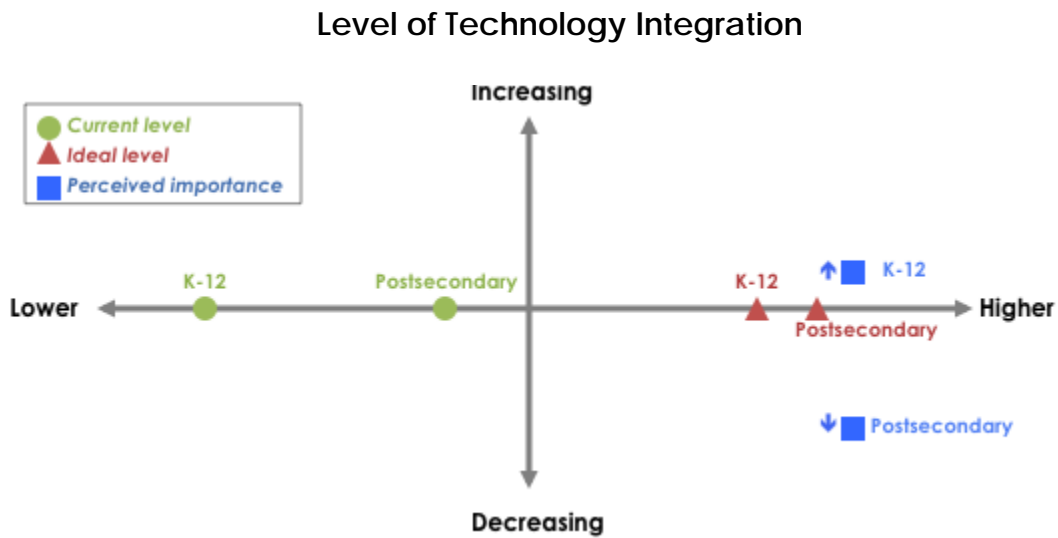 Level of Technology Integration
Increasing
Current level
Ideal level
Perceived importance
K-12
Postsecondary
K-12
K-12
Lower
Higher
Postsecondary
Postsecondary
Decreasing